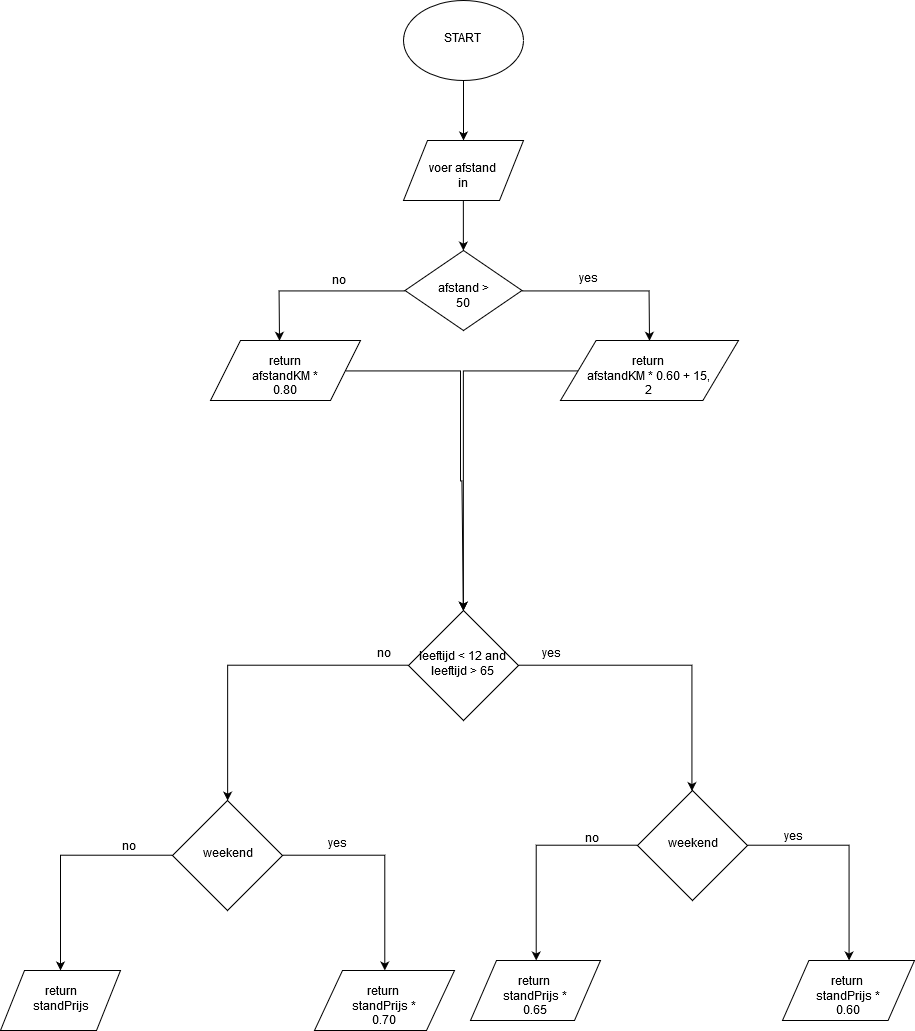 START
voer afstand
in
afstand >
50
no
yes
return
afstandKM *
0.80
return
afstandKM * 0.60 + 15,
2
leeftijd < 12 and
leeftijd > 65
no
yes
weekend
no
yes
weekend
no
yes
return
standPrijs
return
standPrijs *
0.70
return
standPrijs *
0.65
return
standPrijs *
0.60